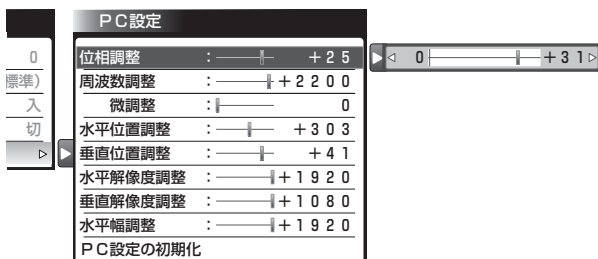 PC設定
0
標準）
入
切
位相調整 : +25
周波数調整 : +2200
微調整 : 0
水平位置調整 : +303
垂直位置調整 : +41
水平解像度調整 : +1920
垂直解像度調整 : +1080
水平幅調整 : +1920
PC設定の初期化
0 +31